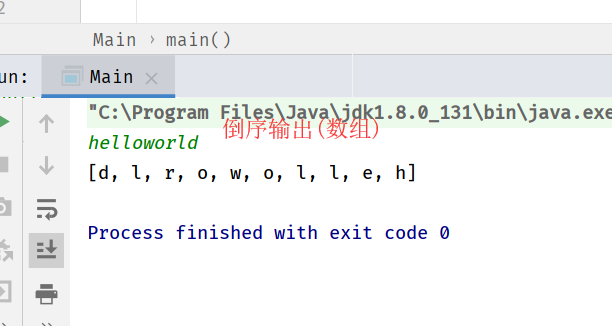 2
Main › main()
un: Main ×
"C:\Program Files\Java\jdk1.8.0_131\bin\java.exe
倒序输出(数组)
helloworld
[d, l, r, o, w, o, l, l, e, h]
Process finished with exit code 0